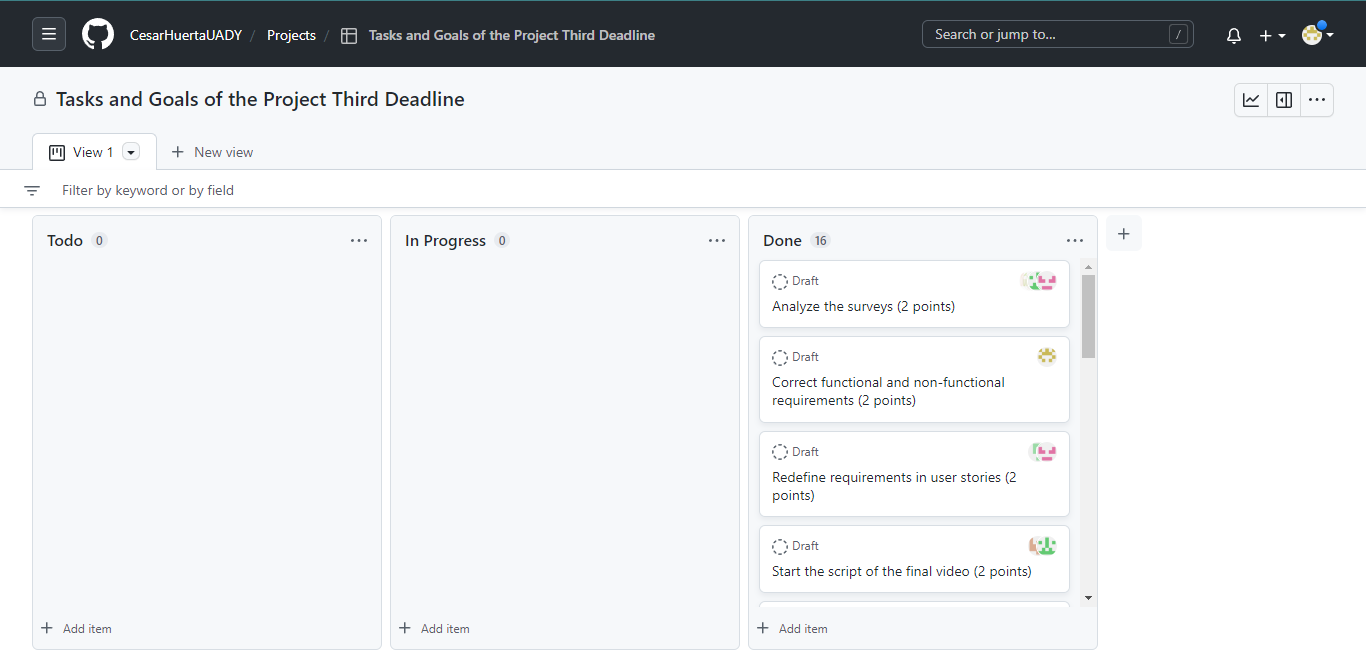 CesarHuertaUADY / Projects / Tasks and Goals of the Project Third Deadline
Search or jump to... /
Tasks and Goals of the Project Third Deadline
View 1
New view
Filter by keyword or by field
Todo 0
Add item
In Progress 0
Add item
Done 16
Draft
Analyze the surveys (2 points)
Draft
Correct functional and non-functional
requirements (2 points)
Draft
Redefine requirements in user stories (2
points)
Draft
Start the script of the final video (2 points)
Add item